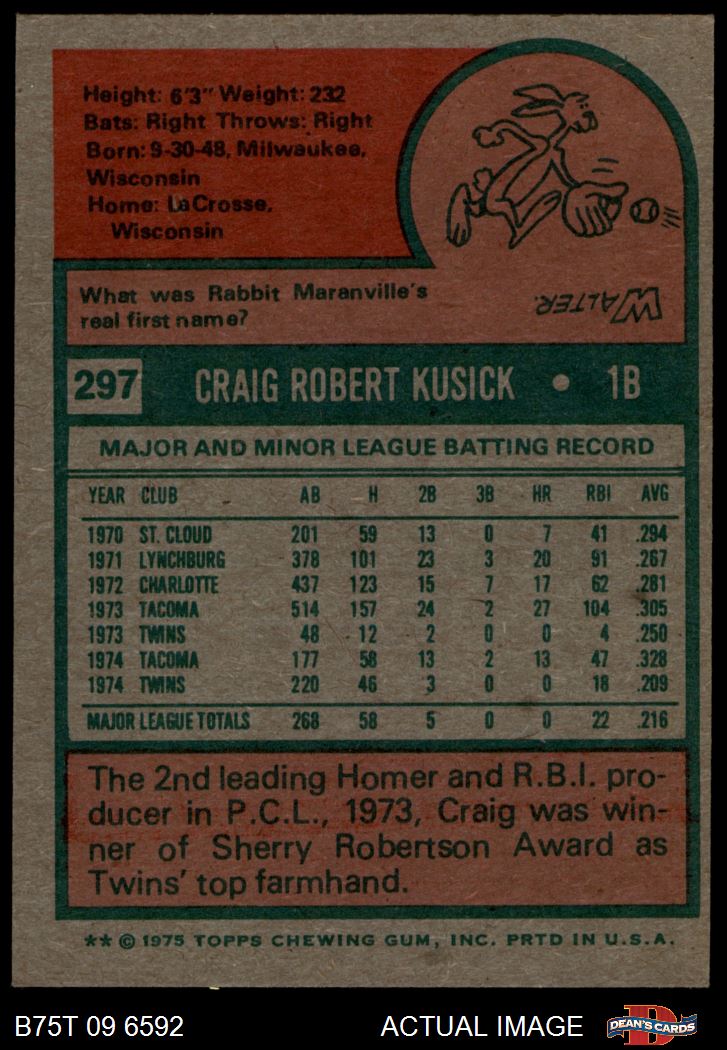 Height: 6'3" Weight: 232
Bats: Right Throws: Right
Born: 9-30-48, Milwaukee,
Wisconsin
Home: LaCrosse,
Wisconsin
What was Rabbit Maranville's
real first name?
WALTER.
297 CRAIG ROBERT KUSICK • 1B
MAJOR AND MINOR LEAGUE BATTING RECORD
YEAR CLUB AB H 2B 3B HR RBI AVG
1970 ST. CLOUD 201 59 13 0 7 41 .294
1971 LYNCHBURG 378 101 23 3 20 91 .267
1972 CHARLOTTE 437 123 15 7 17 62 .281
1973 TACOMA 514 157 24 2 27 104 .305
1973 TWINS 48 12 2 0 0 4 .250
1974 TACOMA 177 58 13 2 13 47 .328
1974 TWINS 220 46 3 0 0 18 .209
MAJOR LEAGUE TOTALS 268 58 5 0 0 22 .216
The 2nd leading Homer and R.B.I. pro-
ducer in P.C.L., 1973, Craig was win-
ner of Sherry Robertson Award as
Twins' top farmhand.
** © 1975 TOPPS CHEWING GUM, INC. PRTD IN U.S.A.
B75T 09 6592 ACTUAL IMAGE DEAN'S CARDS